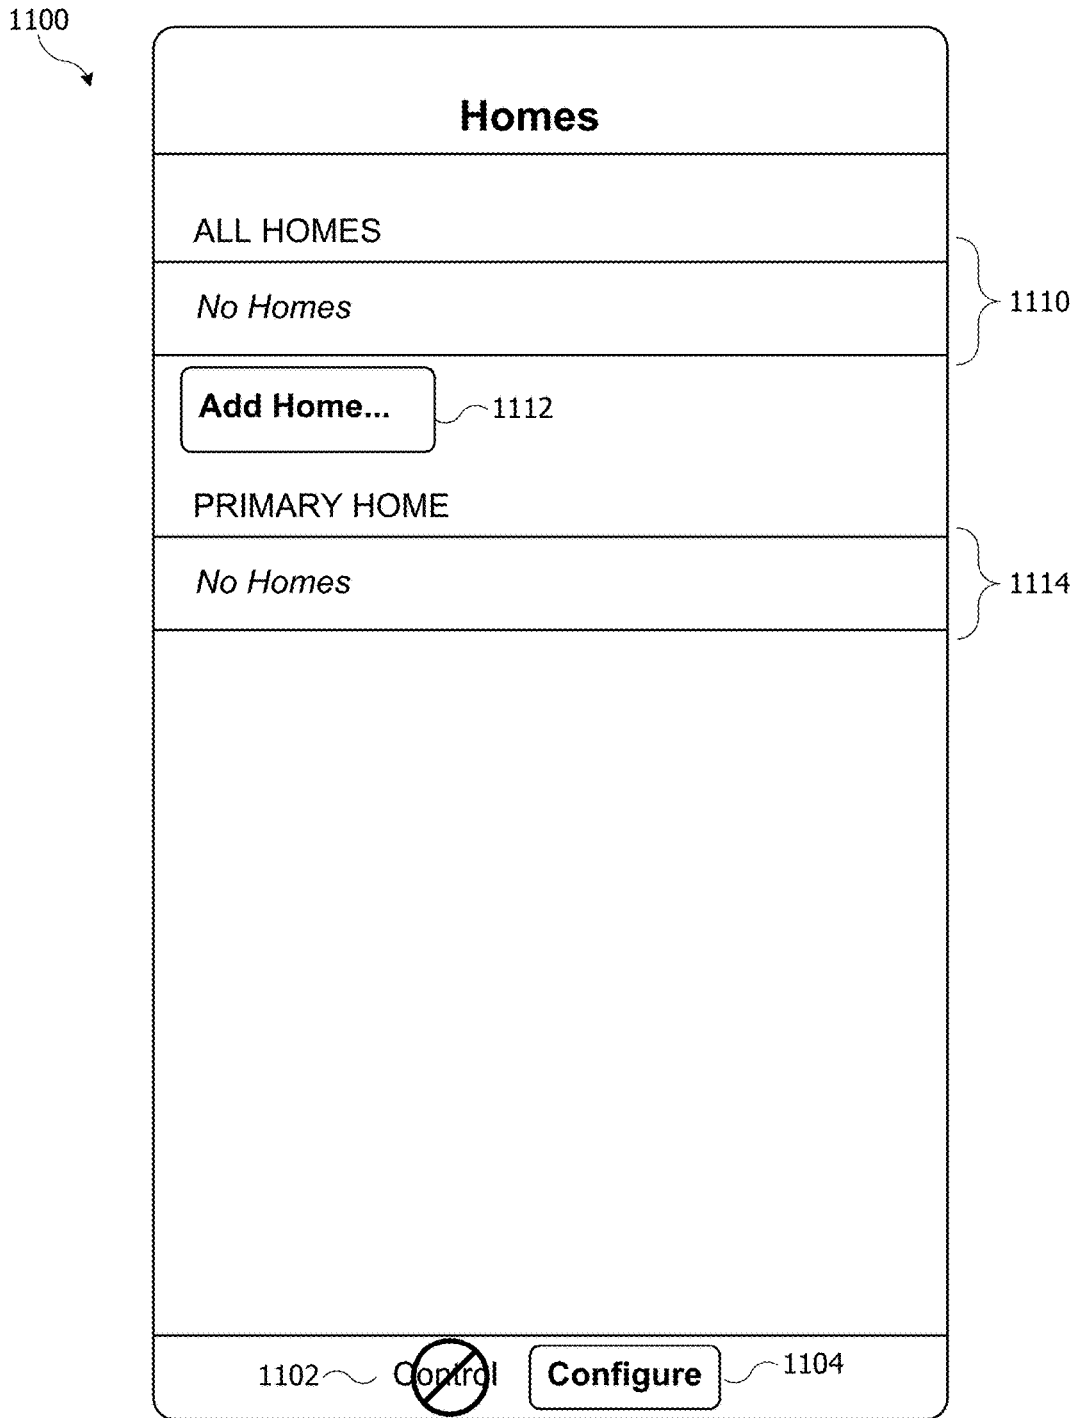 1100
Homes
ALL HOMES
No Homes
1110
Add Home...
1112
PRIMARY HOME
No Homes
1114
1102
Control
Configure
1104